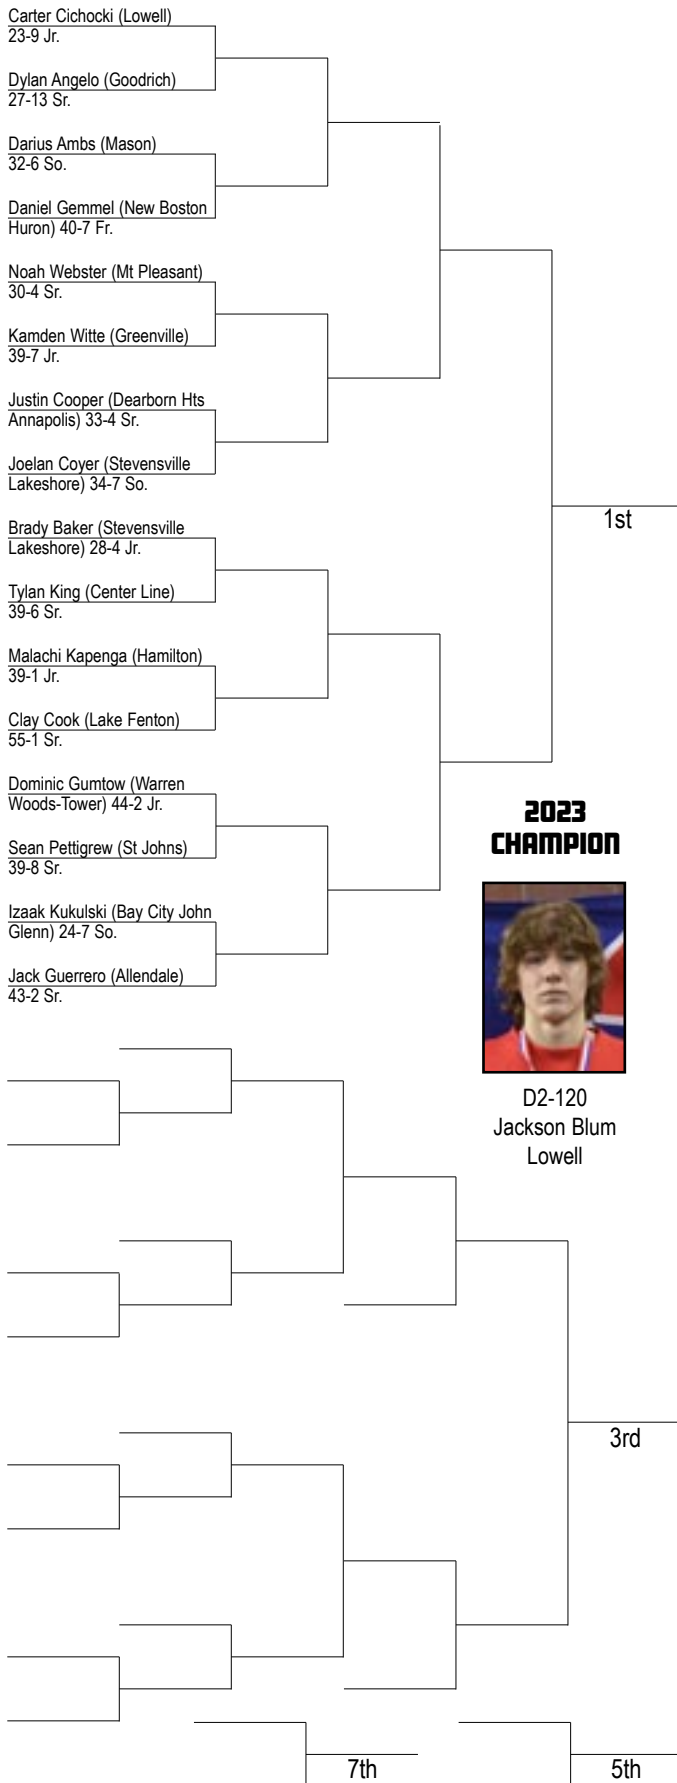 Carter Cichocki (Lowell)
23-9 Jr.
Dylan Angelo (Goodrich)
27-13 Sr.
Darius Ambs (Mason)
32-6 So.
Daniel Gemmel (New Boston
Huron) 40-7 Fr.
Noah Webster (Mt Pleasant)
30-4 Sr.
Kamden Witte (Greenville)
39-7 Jr.
Justin Cooper (Dearborn Hts
Annapolis) 33-4 Sr.
Joelan Coyer (Stevensville
Lakeshore) 34-7 So.
Brady Baker (Stevensville
Lakeshore) 28-4 Jr.
Tylan King (Center Line)
39-6 Sr.
Malachi Kapenga (Hamilton)
39-1 Jr.
Clay Cook (Lake Fenton)
55-1 Sr.
Dominic Gumtow (Warren
Woods-Tower) 44-2 Jr.
Sean Pettigrew (St Johns)
39-8 Sr.
Izaak Kukulski (Bay City John
Glenn) 24-7 So.
Jack Guerrero (Allendale)
43-2 Sr.
1st
2023
CHAMPION
D2-120
Jackson Blum
Lowell
3rd
7th
5th